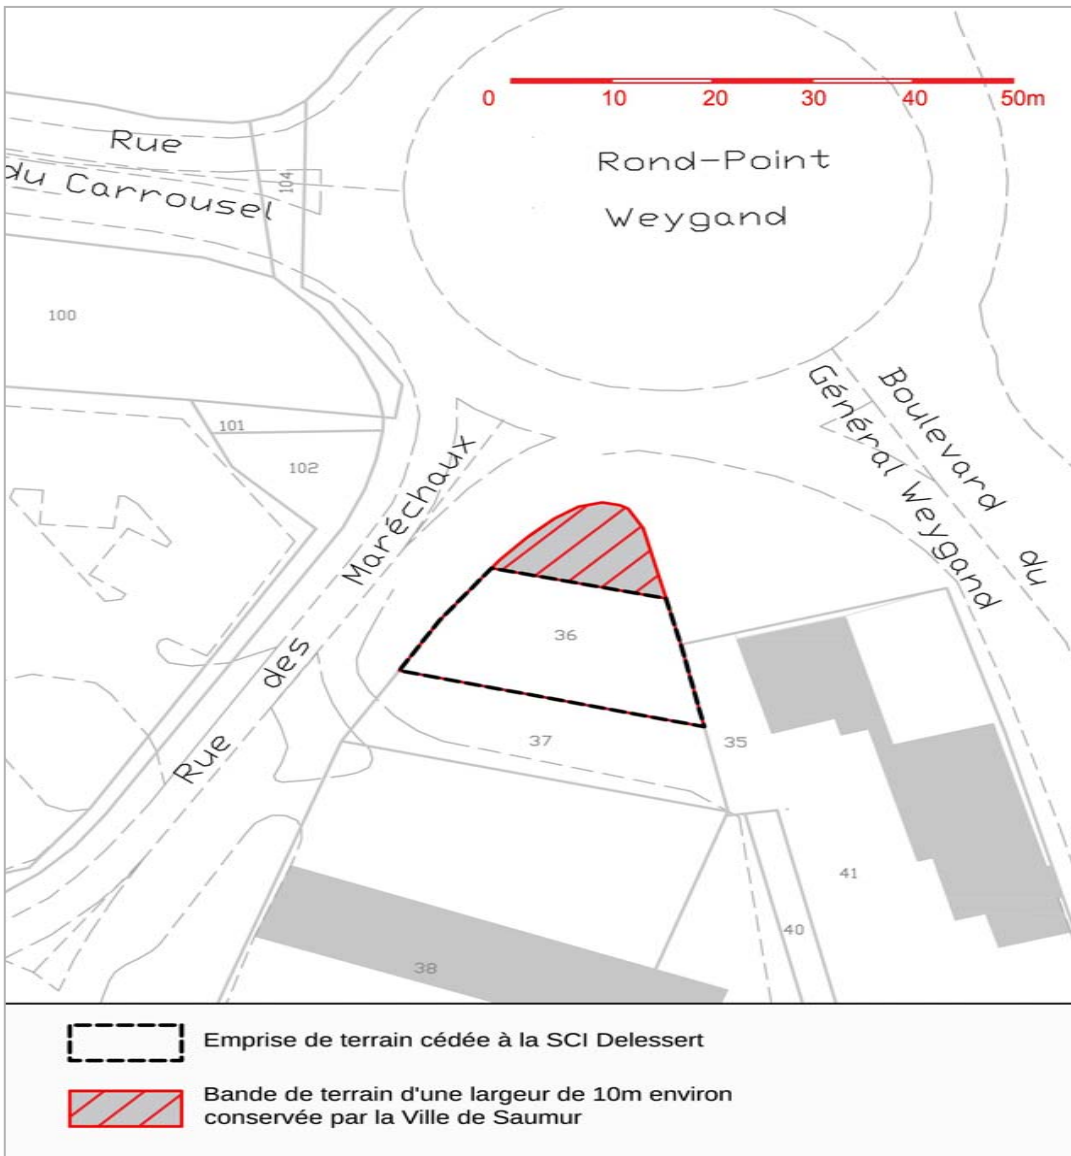 0 10 20 30 40 50m
Rue
du Carrousel
104
Rond-Point
Weygand
100
101
102
Boulevard du
Général Weygand
Rue des Maréchaux
36
37
35
41
40
38
Emprise de terrain cédée à la SCI Delessert
Bande de terrain d'une largeur de 10m environ
conservée par la Ville de Saumur